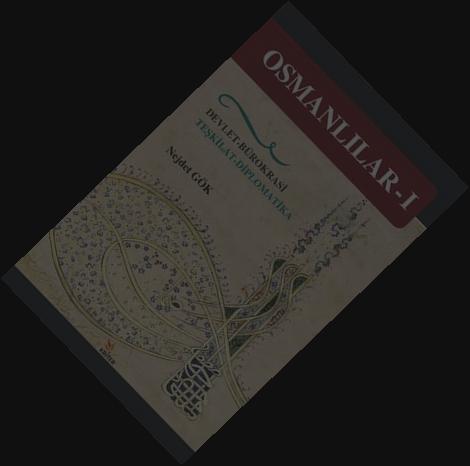 OSMANLILAR-I
DEVLET-BÜROKRASİ
TEŞKİLAT-DİPLOMATİKA
Nejdet GÖK